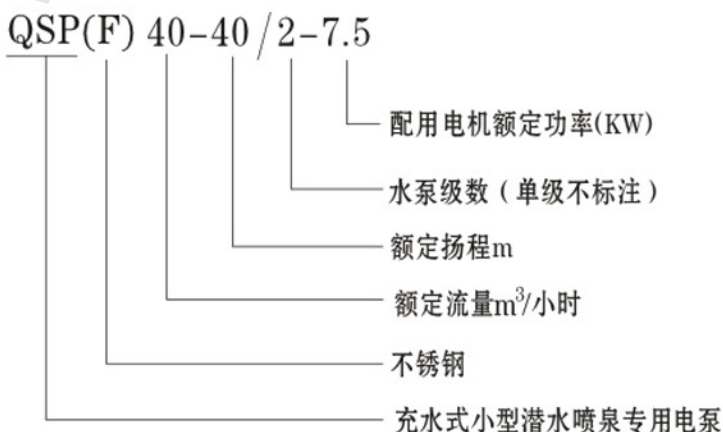 QSP(F) 40-40/2-7.5
配用电机额定功率(KW)
水泵级数（单级不标注）
额定扬程m
额定流量m³/小时
不锈钢
充水式小型潜水喷泉专用电泵